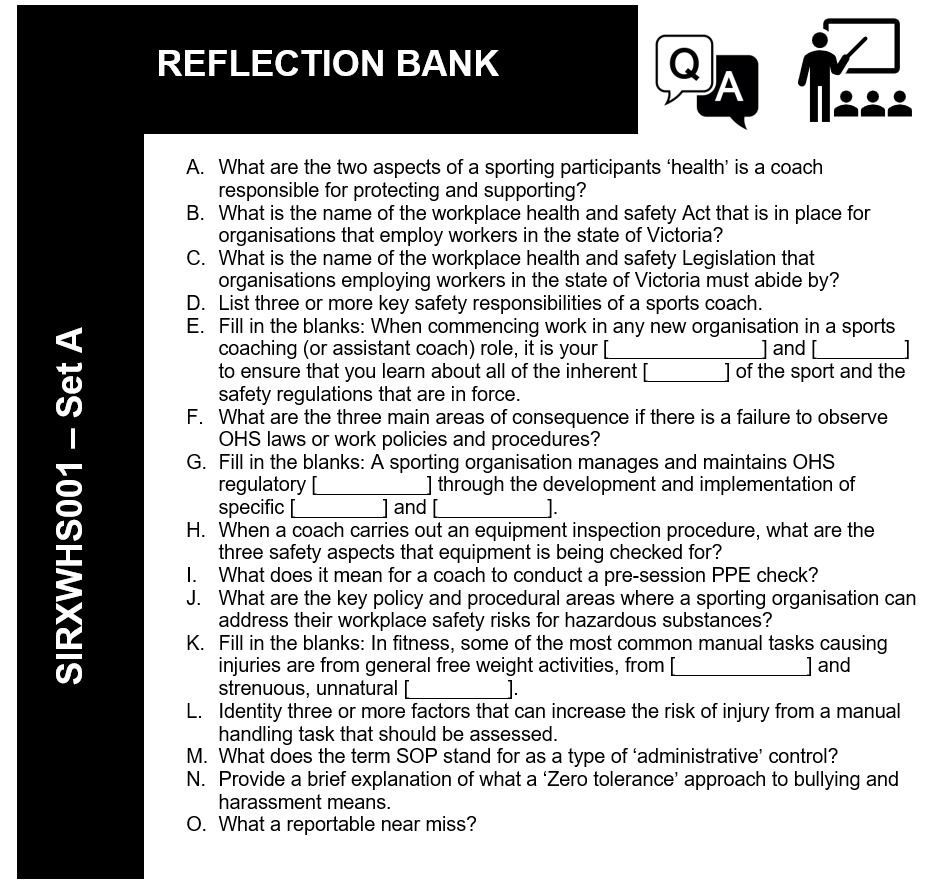 REFLECTION BANK
Q
A
SIRXWHS001 – Set A
A. What are the two aspects of a sporting participants ‘health’ is a coach
responsible for protecting and supporting?
B. What is the name of the workplace health and safety Act that is in place for
organisations that employ workers in the state of Victoria?
C. What is the name of the workplace health and safety Legislation that
organisations employing workers in the state of Victoria must abide by?
D. List three or more key safety responsibilities of a sports coach.
E. Fill in the blanks: When commencing work in any new organisation in a sports
coaching (or assistant coach) role, it is your [______________] and [________]
to ensure that you learn about all of the inherent [_______] of the sport and the
safety regulations that are in force.
F. What are the three main areas of consequence if there is a failure to observe
OHS laws or work policies and procedures?
G. Fill in the blanks: A sporting organisation manages and maintains OHS
regulatory [__________] through the development and implementation of
specific [________] and [__________].
H. When a coach carries out an equipment inspection procedure, what are the
three safety aspects that equipment is being checked for?
I. What does it mean for a coach to conduct a pre-session PPE check?
J. What are the key policy and procedural areas where a sporting organisation can
address their workplace safety risks for hazardous substances?
K. Fill in the blanks: In fitness, some of the most common manual tasks causing
injuries are from general free weight activities, from [____________] and
strenuous, unnatural [_________].
L. Identity three or more factors that can increase the risk of injury from a manual
handling task that should be assessed.
M. What does the term SOP stand for as a type of ‘administrative’ control?
N. Provide a brief explanation of what a ‘Zero tolerance’ approach to bullying and
harassment means.
O. What a reportable near miss?